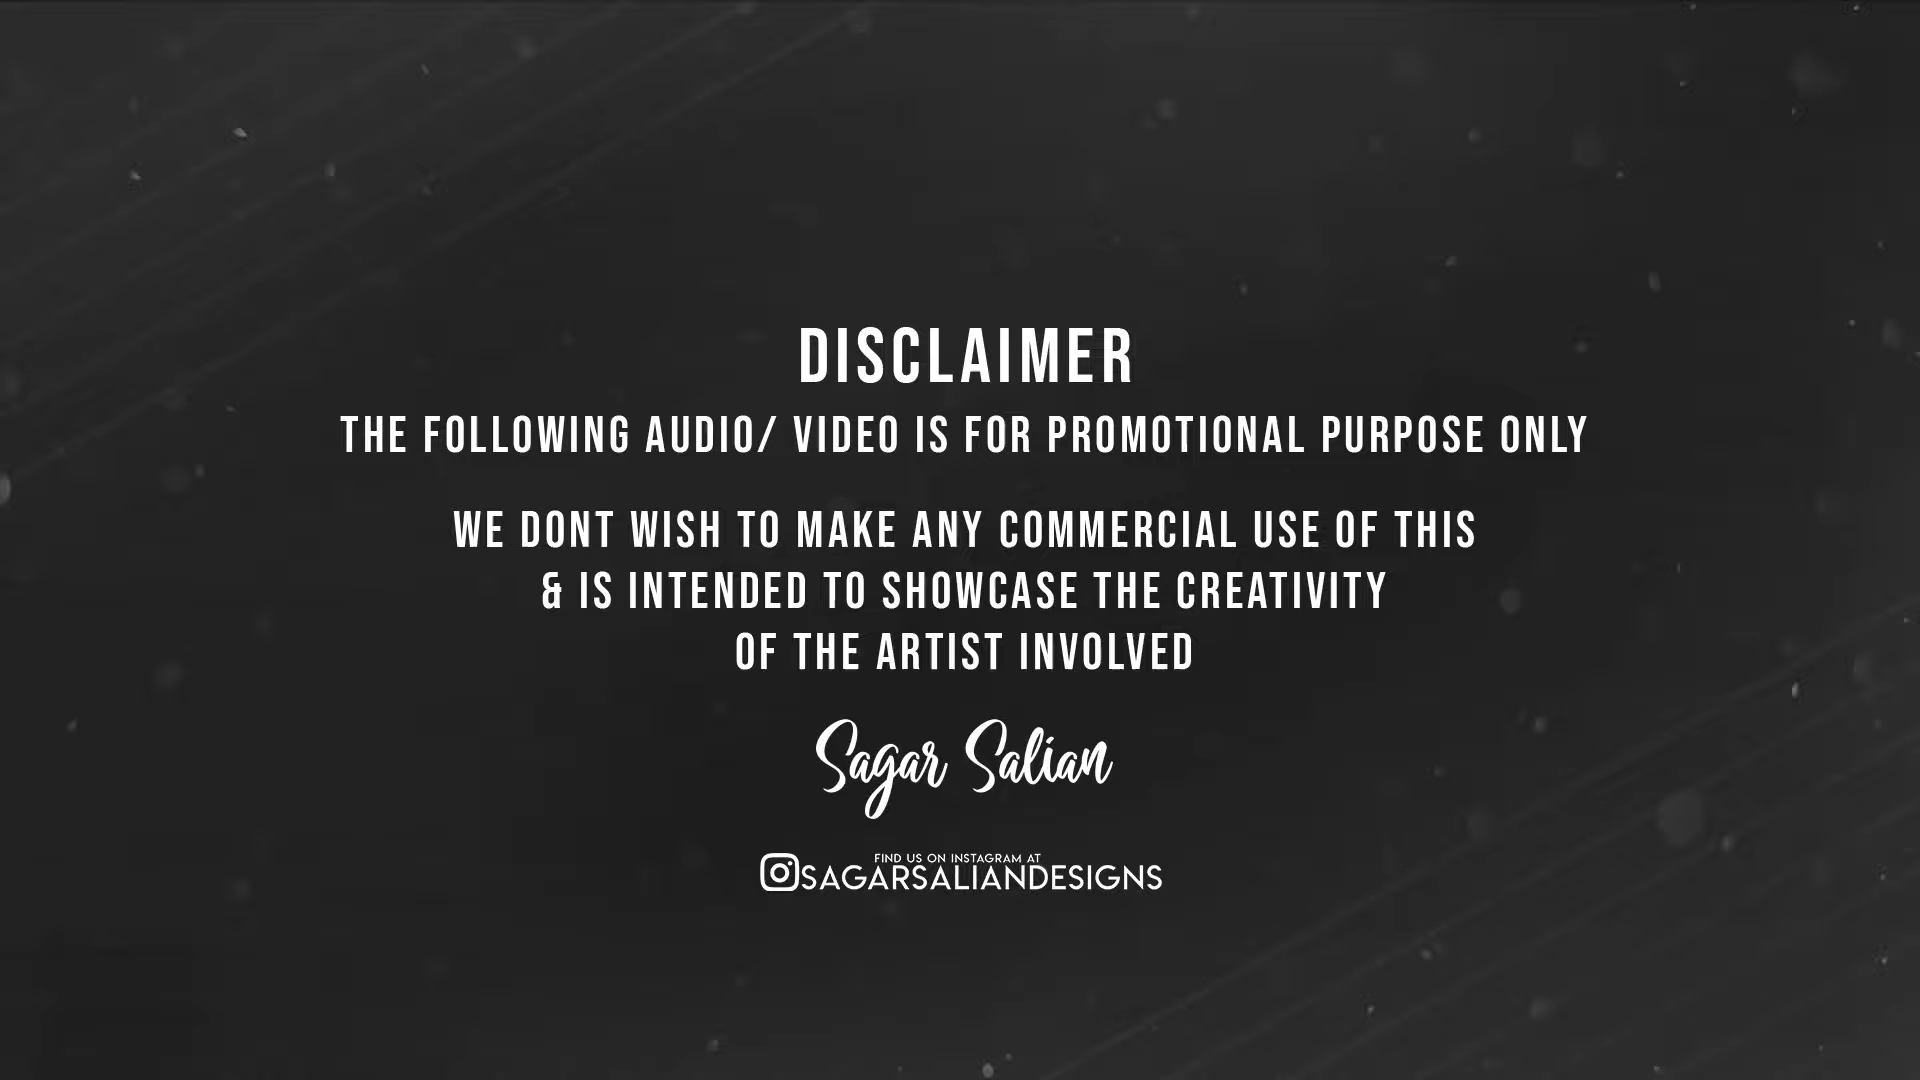 DISCLAIMER
THE FOLLOWING AUDIO/ VIDEO IS FOR PROMOTIONAL PURPOSE ONLY
WE DONT WISH TO MAKE ANY COMMERCIAL USE OF THIS
& IS INTENDED TO SHOWCASE THE CREATIVITY
OF THE ARTIST INVOLVED
Sagar Salian
FIND US ON INSTAGRAM AT
SAGARSALIANDESIGNS